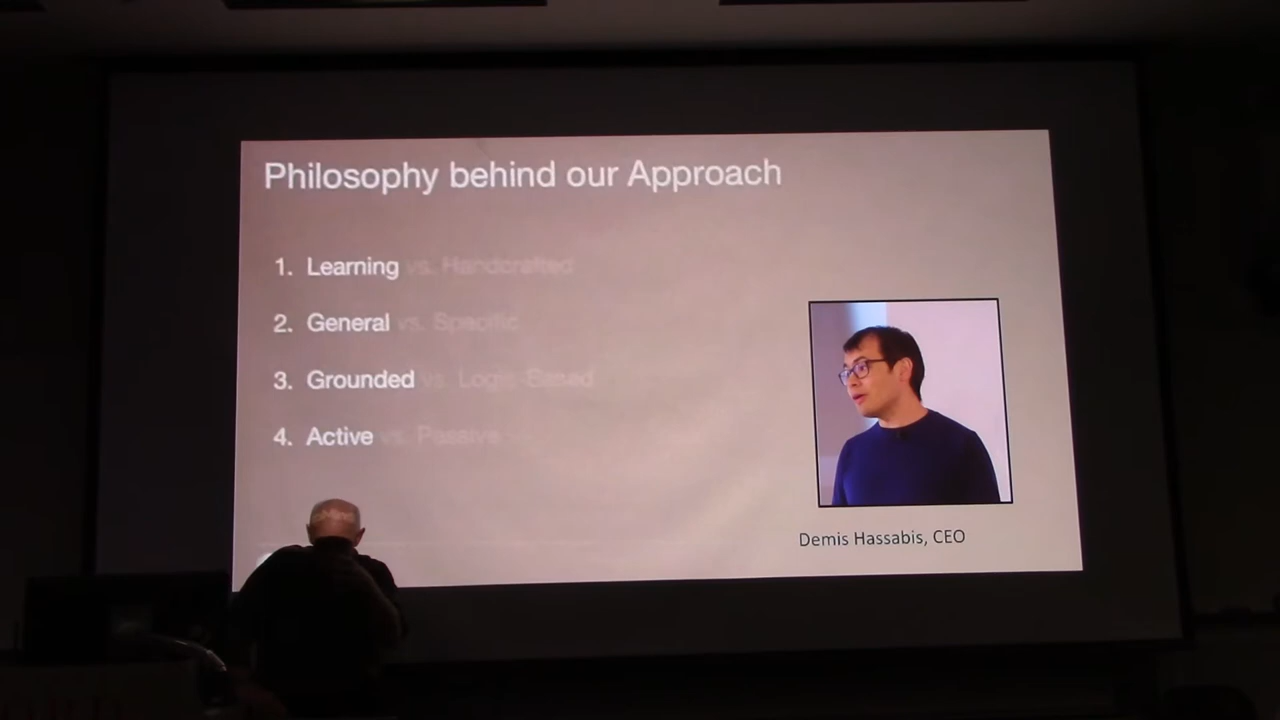 Philosophy behind our Approach
1. Learning vs. Handcrafted
2. General vs. Specific
3. Grounded vs. Logic-Based
4. Active vs. Passive
Demis Hassabis, CEO